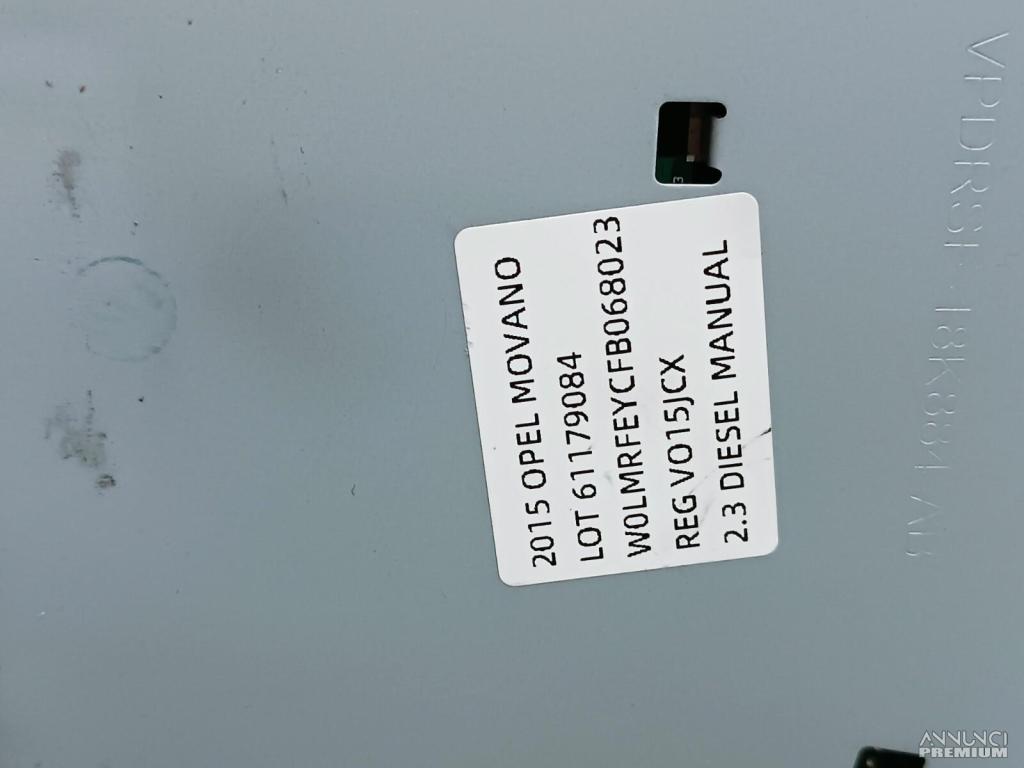 2015 OPEL MOVANO
LOT 61179084
W0LMRFEYCFB068023
REG VO15JCX
2.3 DIESEL MANUAL
ANNUNCI
PREMIUM